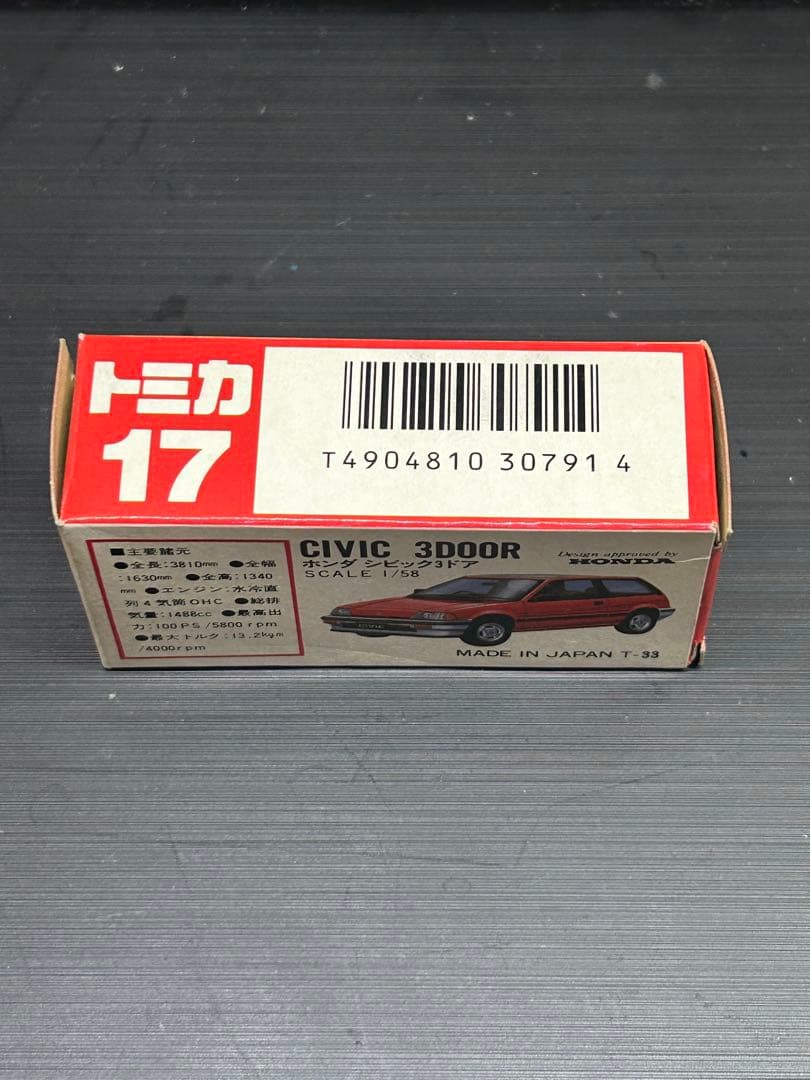 トミカ
17
T4904810 30791 4
■主要諸元
●全長:3810mm ●全幅
:1630mm ●全高:1340
mm ●エンジン:水冷直
列4気筒OHC ●総排
気量:1488cc ●最高出
力:100PS/5800rpm
●最大トルク:13.2kgm
/4000rpm
CIVIC 3DOOR
ホンダ シビック3ドア
SCALE 1/58
Design approved by
HONDA
CIVIC
MADE IN JAPAN T-33